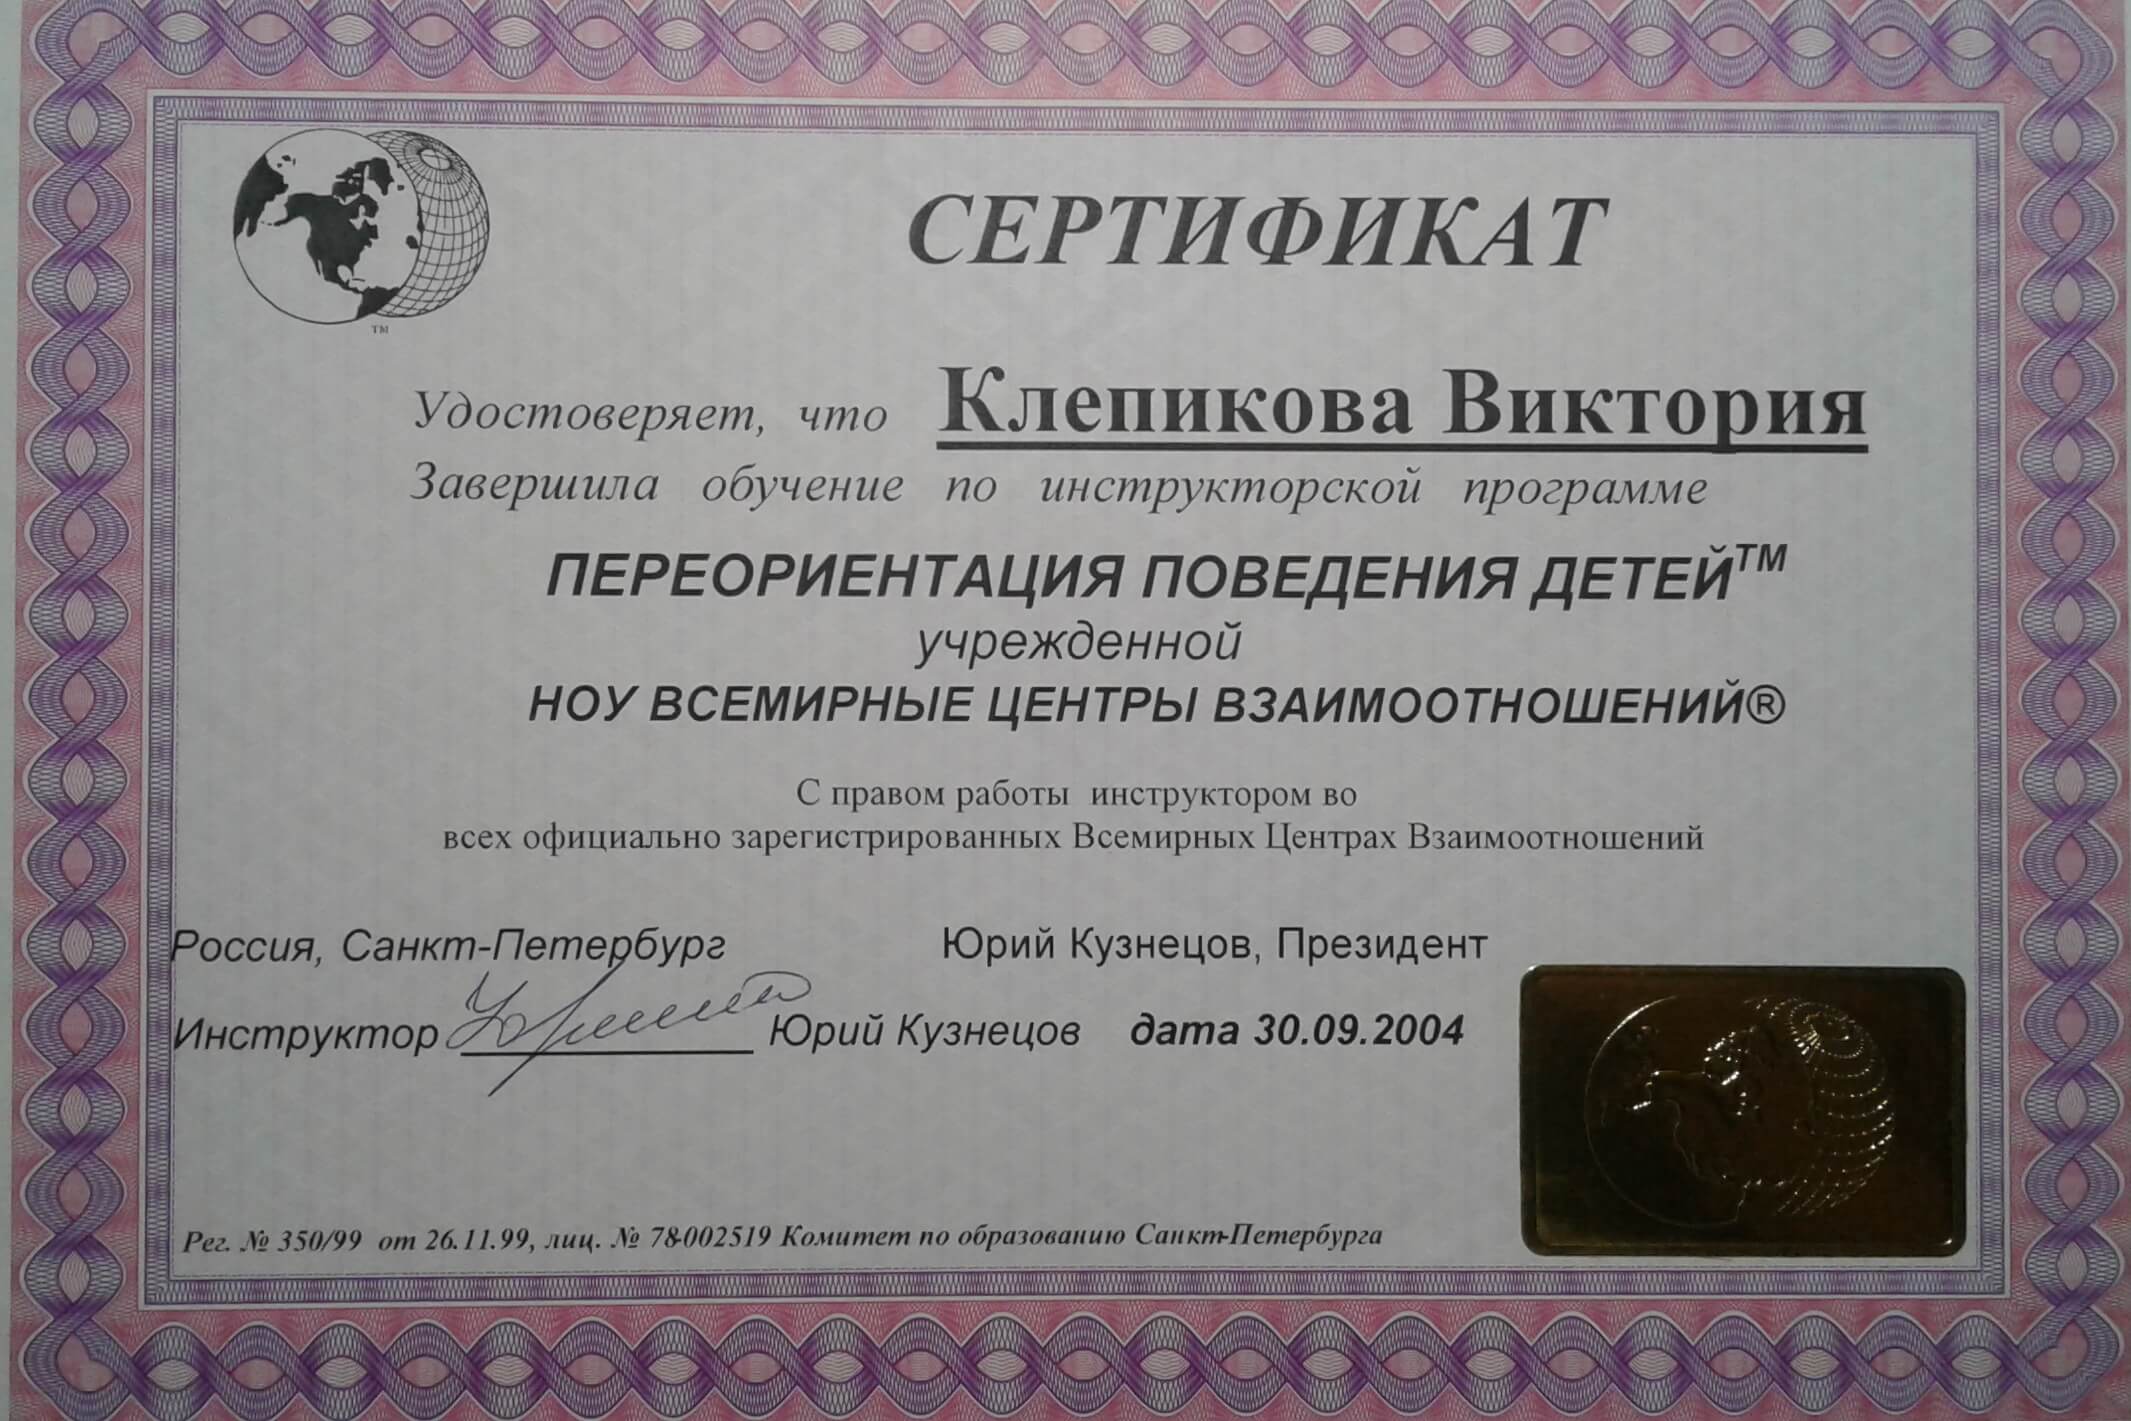 TM
СЕРТИФИКАТ
Удостоверяет, что Клепикова Виктория
Завершила обучение по инструкторской программе
ПЕРЕОРИЕНТАЦИЯ ПОВЕДЕНИЯ ДЕТЕЙ™
учрежденной
НОУ ВСЕМИРНЫЕ ЦЕНТРЫ ВЗАИМООТНОШЕНИЙ®
С правом работы инструктором во
всех официально зарегистрированных Всемирных Центрах Взаимоотношений
Россия, Санкт-Петербург Юрий Кузнецов, Президент
Инструктор Юрий Кузнецов дата 30.09.2004
Рег. № 350/99 от 26.11.99, лиц. № 78-002519 Комитет по образованию Санкт-Петербурга